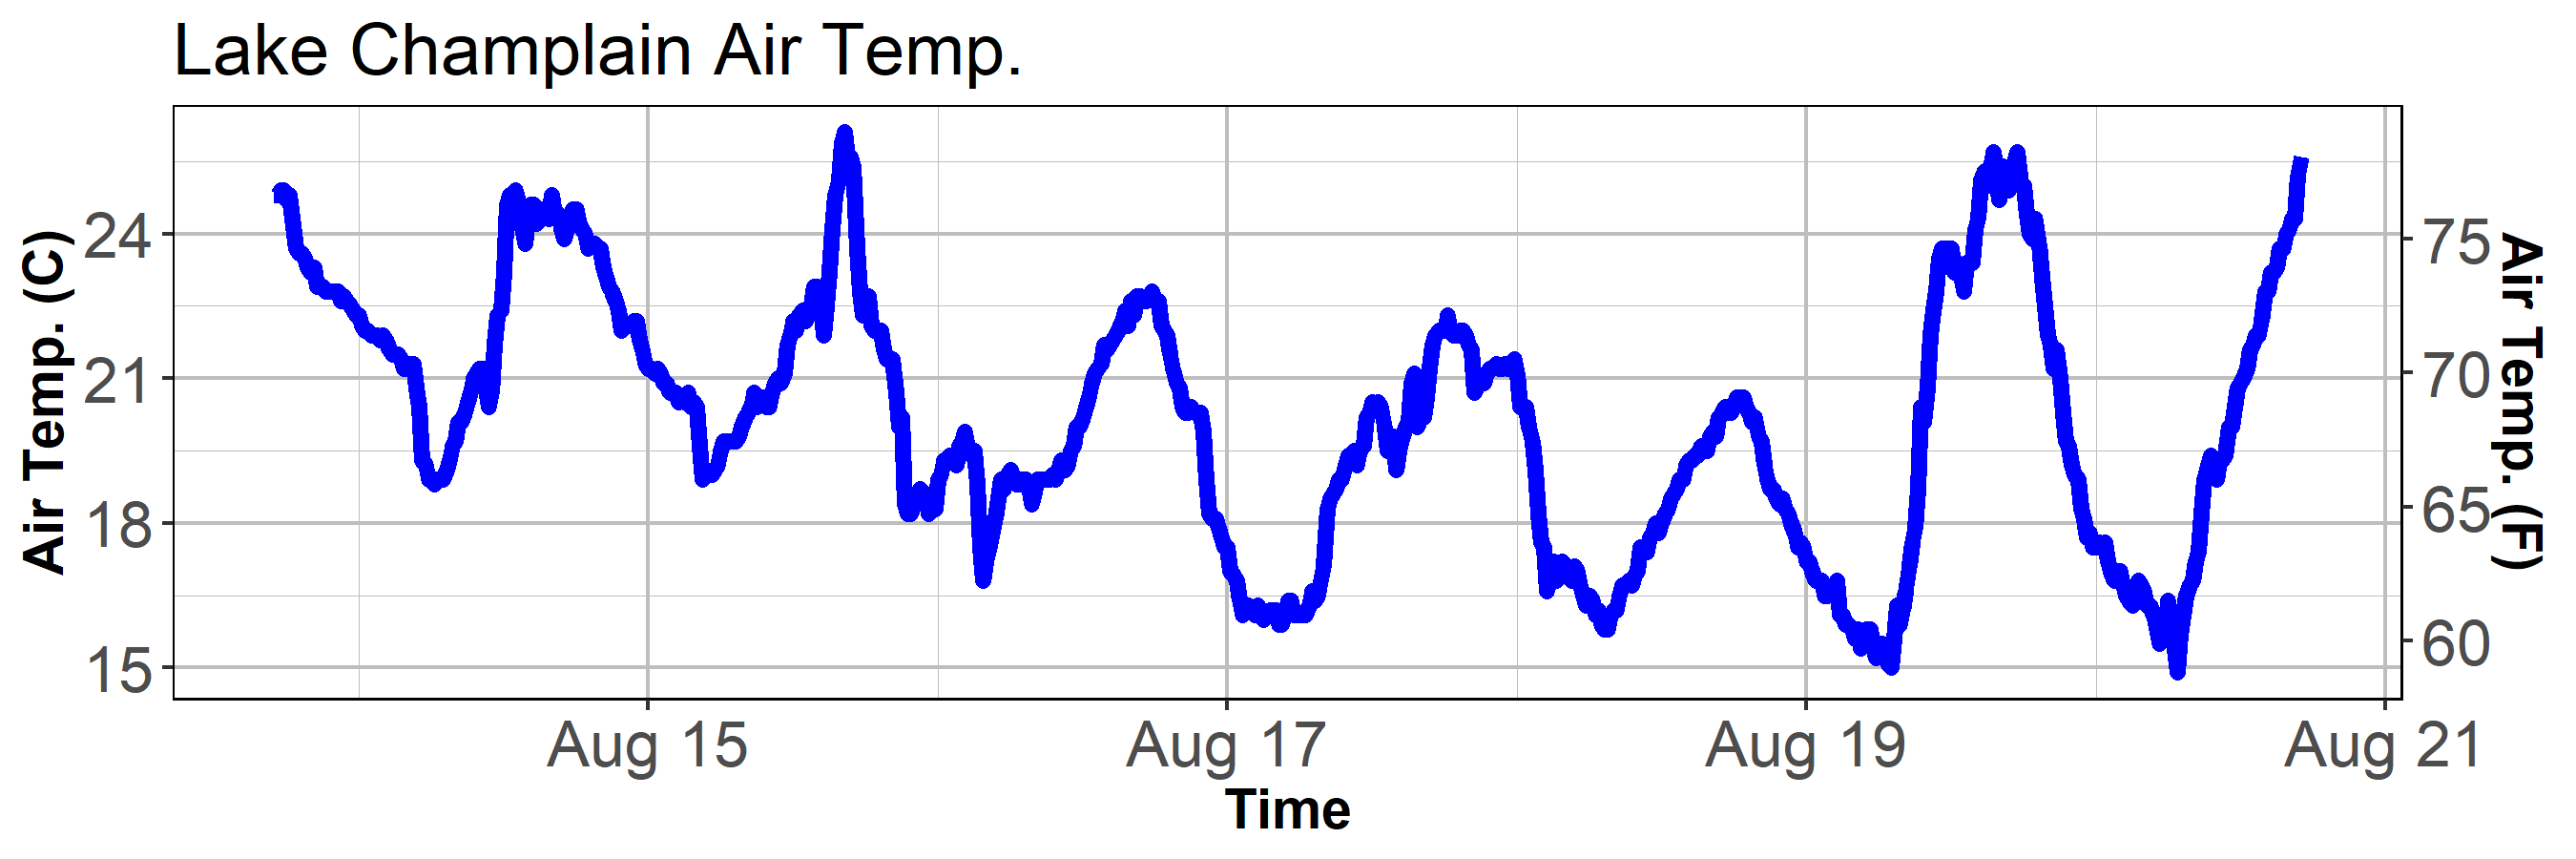 Lake Champlain Air Temp.
Air Temp. (C)
24
21
18
15
75
70
65
60
Air Temp. (F)
Aug 15
Aug 17
Aug 19
Aug 21
Time